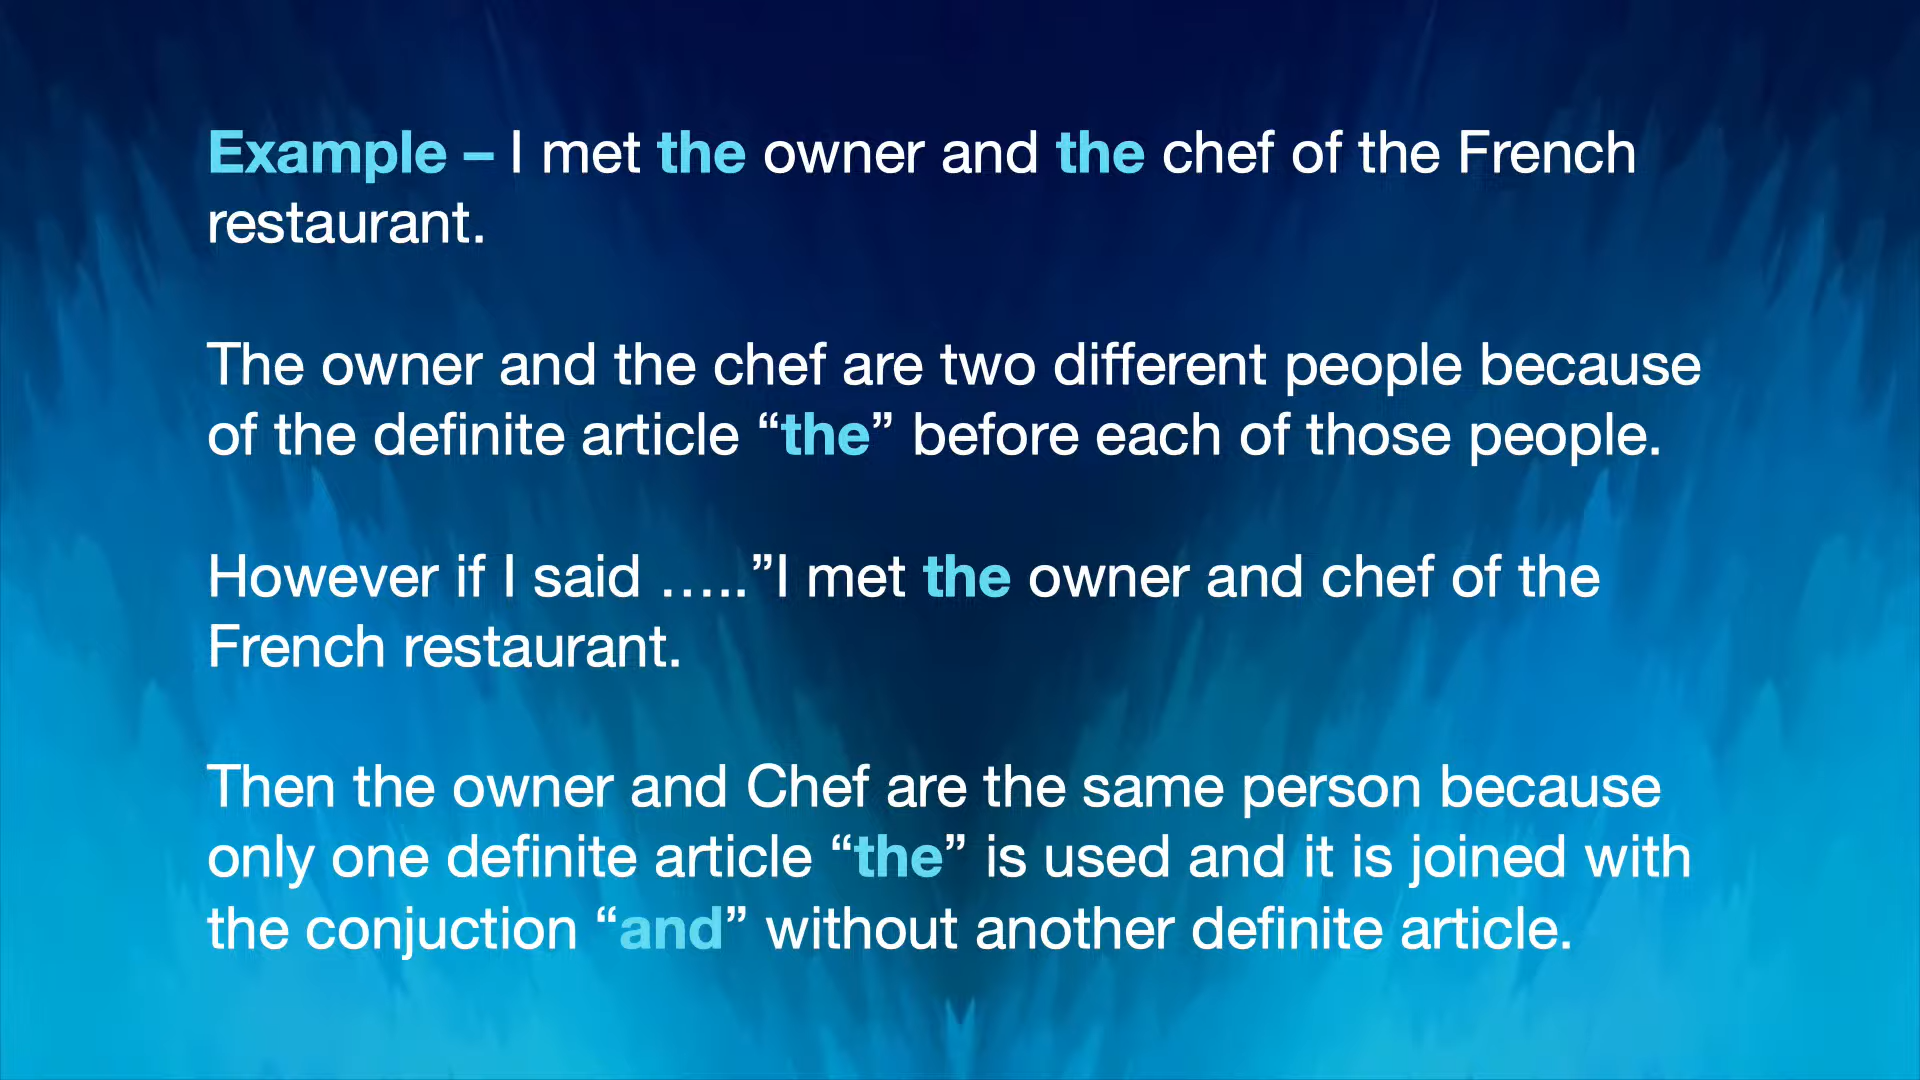 Example – I met the owner and the chef of the French
restaurant.
The owner and the chef are two different people because
of the definite article “the” before each of those people.
However if I said …..”I met the owner and chef of the
French restaurant.
Then the owner and Chef are the same person because
only one definite article “the” is used and it is joined with
the conjuction “and” without another definite article.